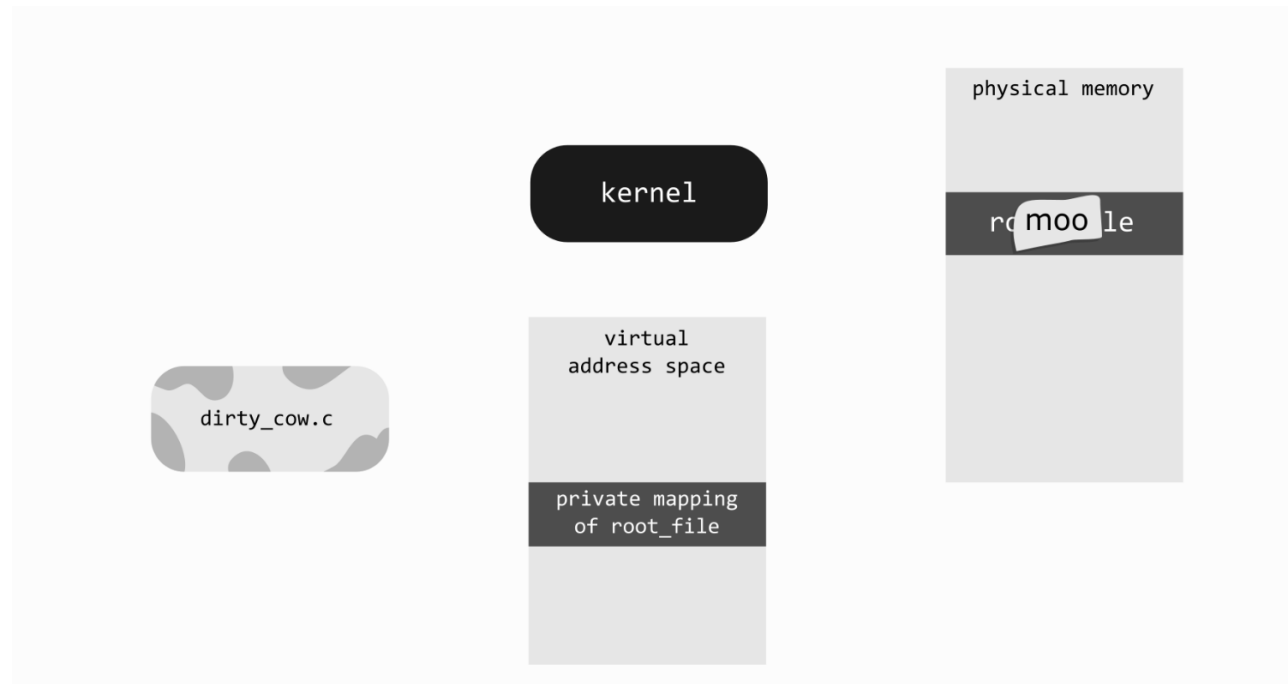 physical memory
kernel
ro moo le
virtual
address space
dirty_cow.c
private mapping
of root_file